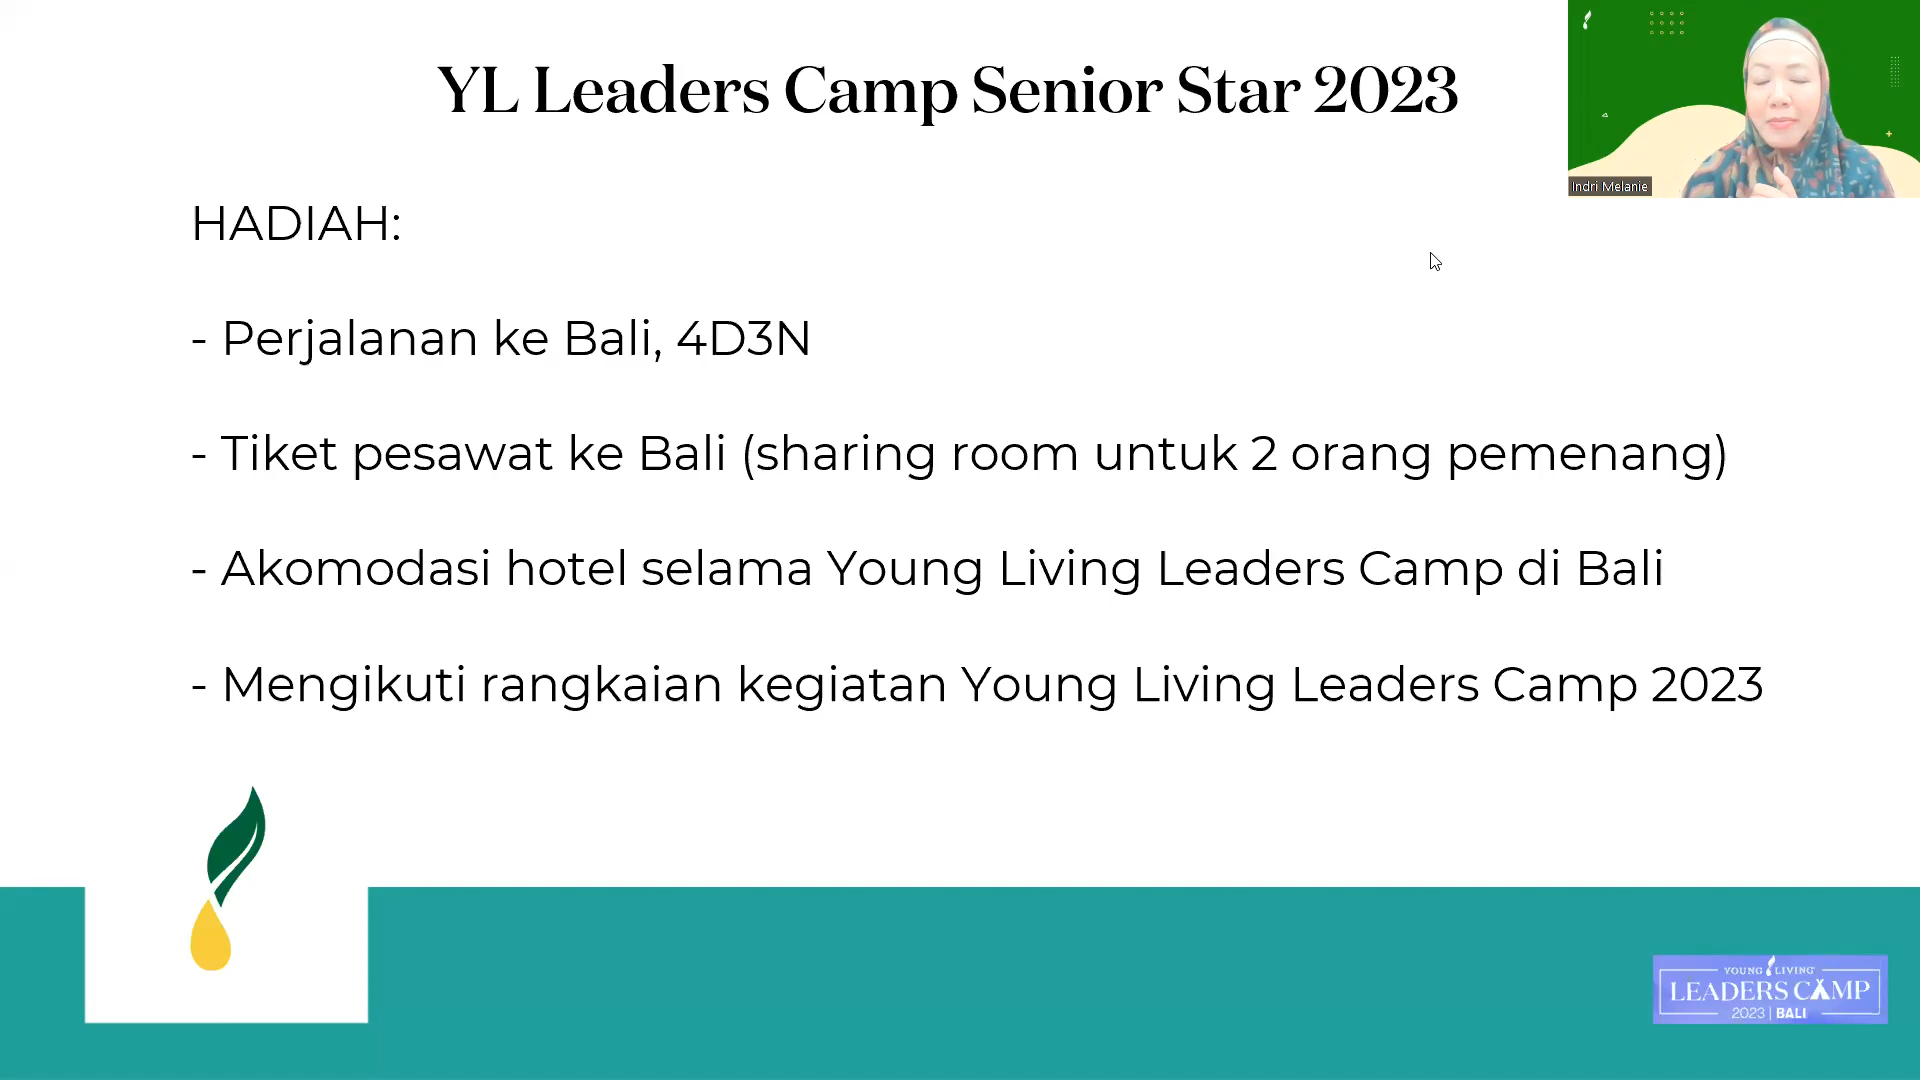 YL Leaders Camp Senior Star 2023
Indri Melanie
HADIAH:
- Perjalanan ke Bali, 4D3N
- Tiket pesawat ke Bali (sharing room untuk 2 orang pemenang)
- Akomodasi hotel selama Young Living Leaders Camp di Bali
- Mengikuti rangkaian kegiatan Young Living Leaders Camp 2023
YOUNG LIVING
LEADERS CAMP
2023 | BALI